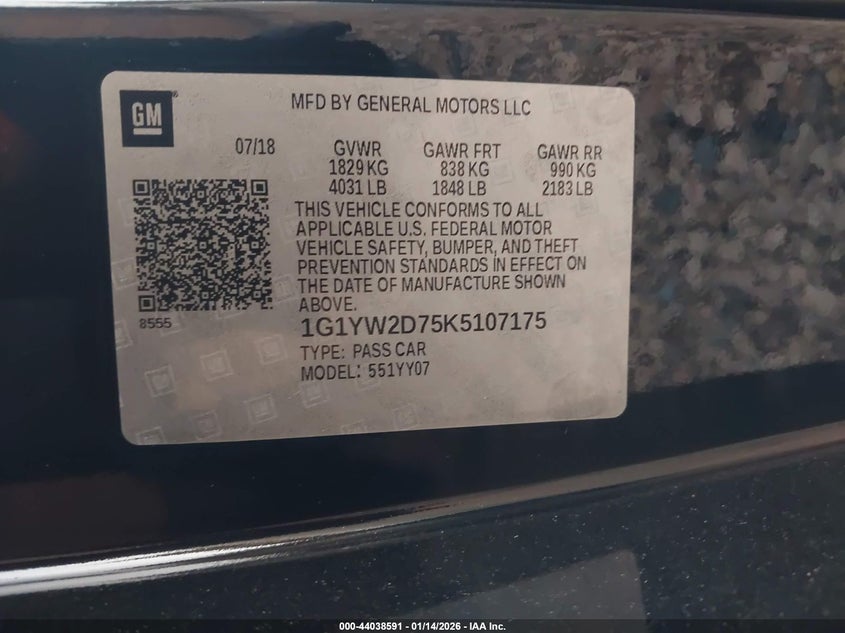 GM
MFD BY GENERAL MOTORS LLC
07/18
GVWR GAWR FRT GAWR RR
1829 KG 838 KG 990 KG
4031 LB 1848 LB 2183 LB
THIS VEHICLE CONFORMS TO ALL
APPLICABLE U.S. FEDERAL MOTOR
VEHICLE SAFETY, BUMPER, AND THEFT
PREVENTION STANDARDS IN EFFECT ON
THE DATE OF MANUFACTURE SHOWN
ABOVE.
8555
1G1YW2D75K5107175
TYPE: PASS CAR
MODEL: 551YY07
000-44038591 - 01/14/2026 - IAA Inc.